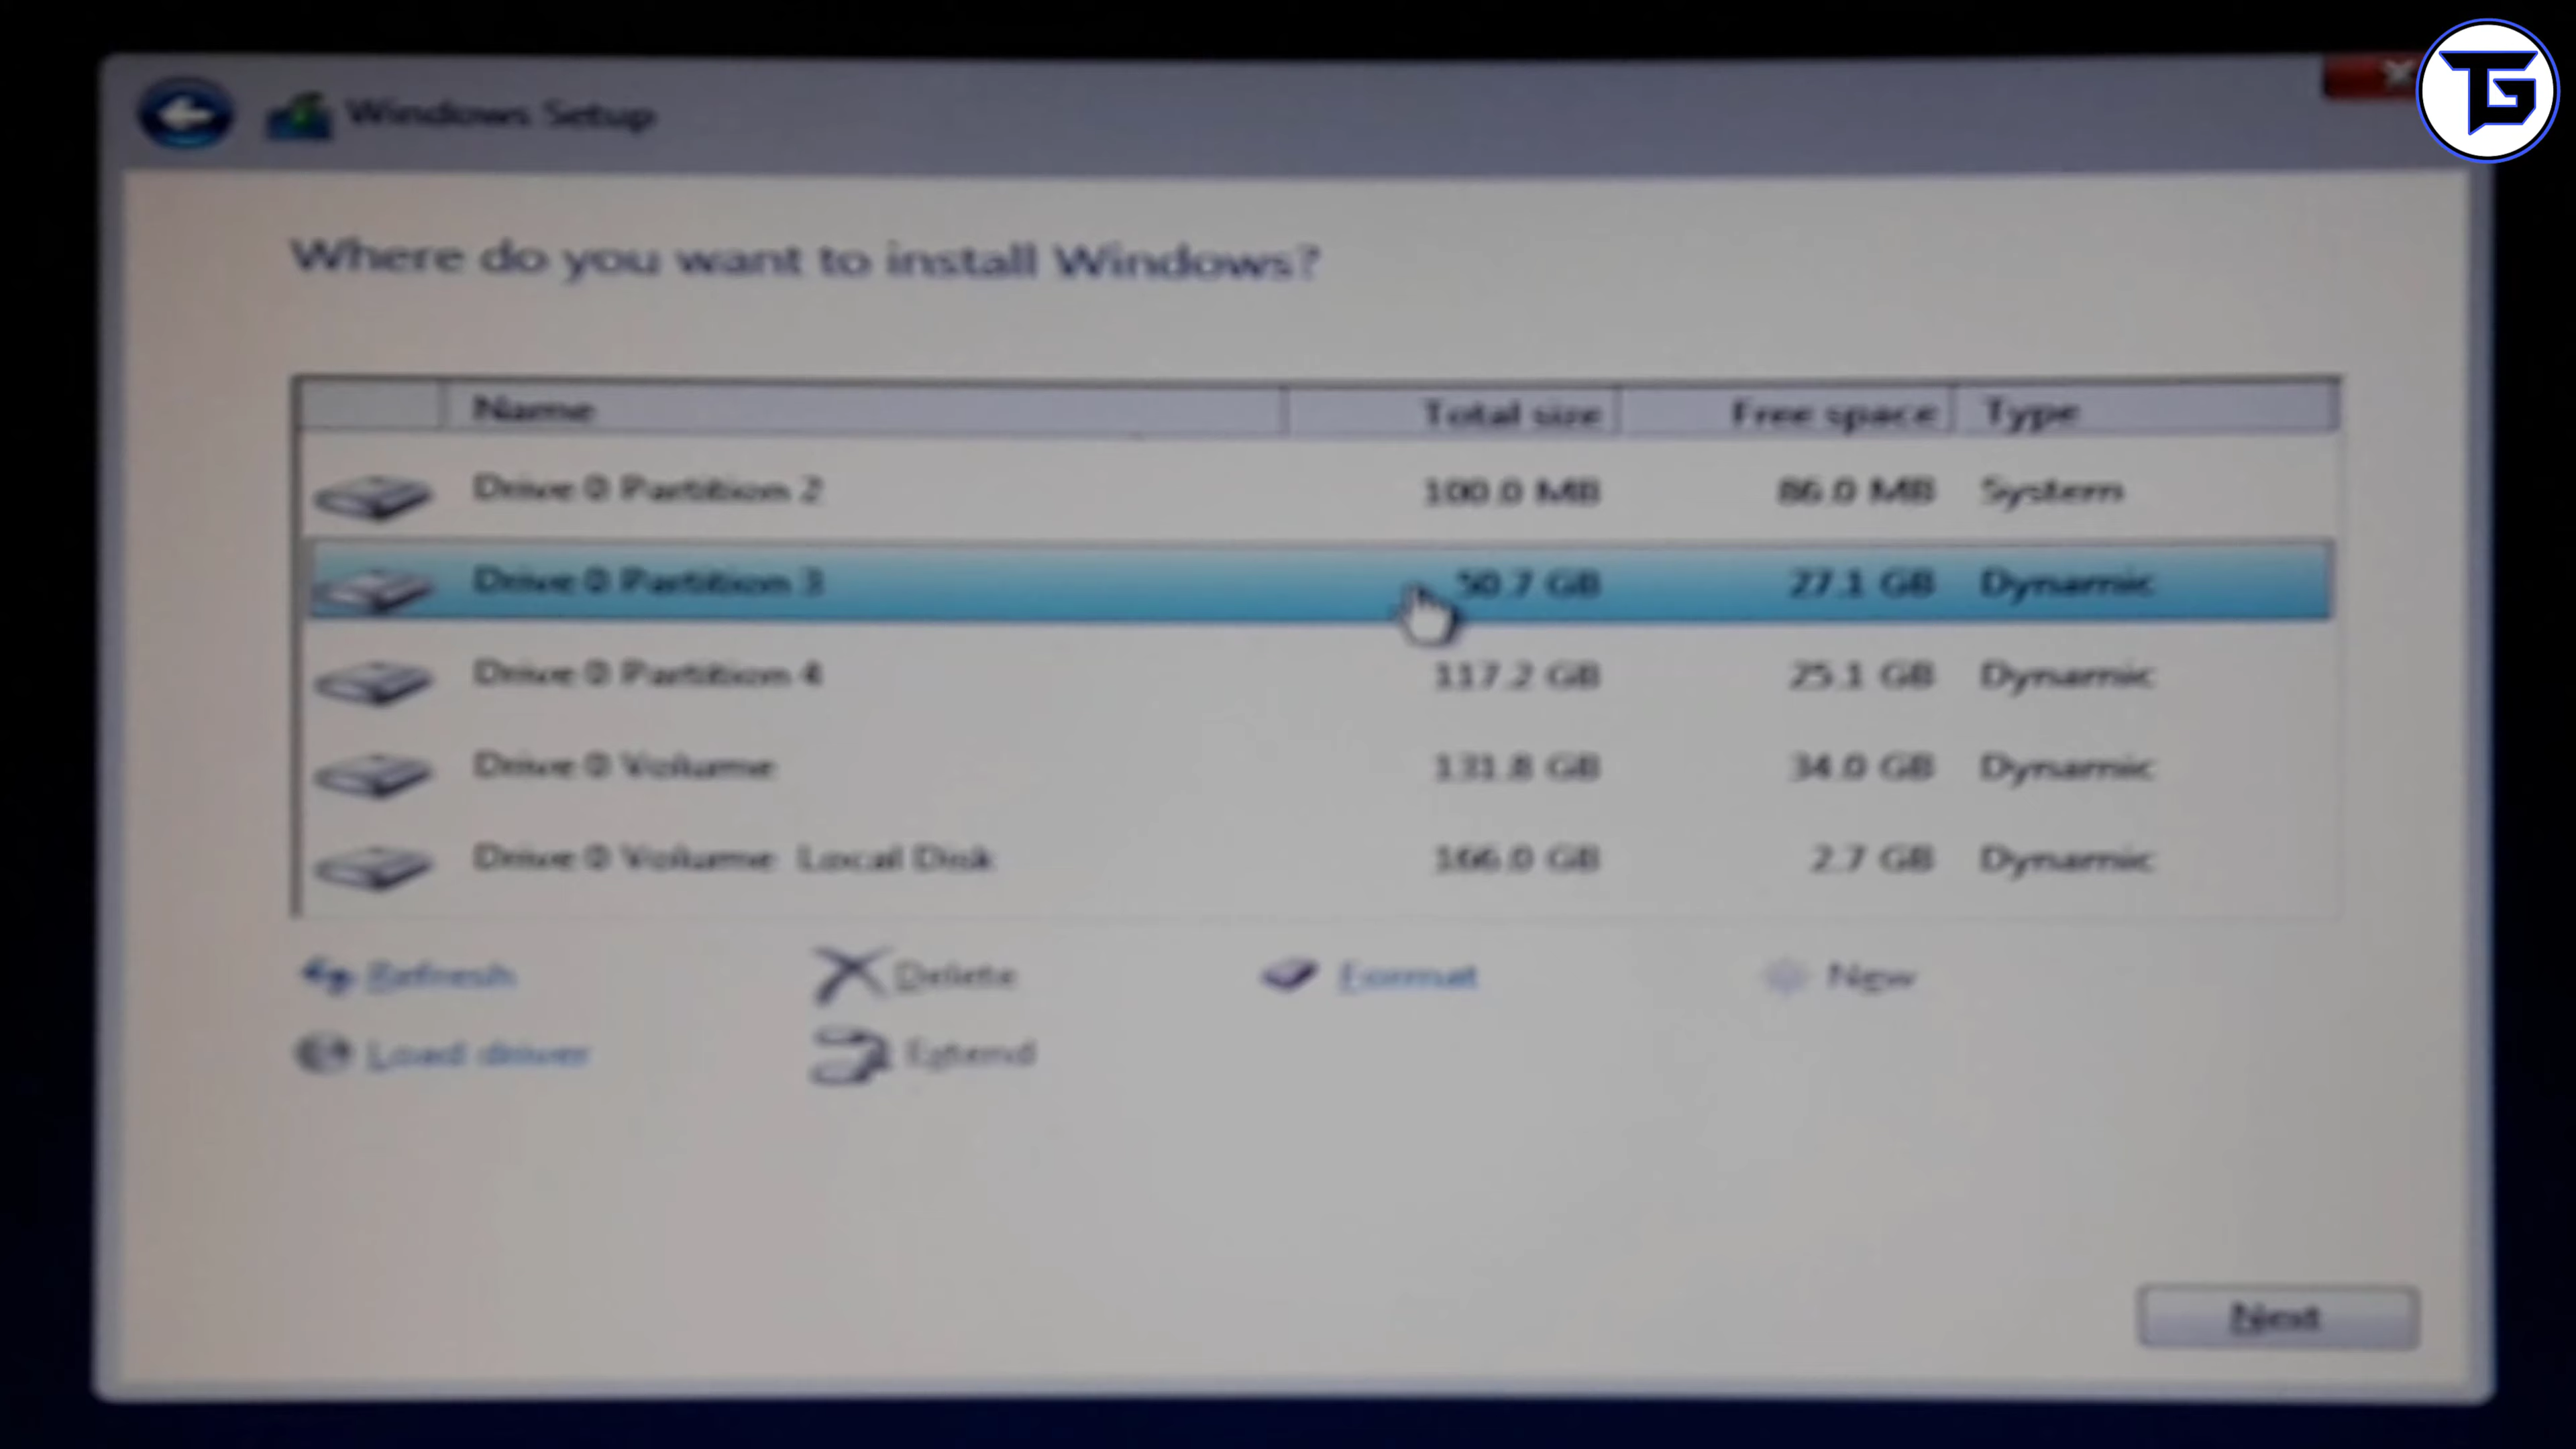 TG
Windows Setup
Where do you want to install Windows?
Name Total size Free space Type
Drive 0 Partition 2 100.0 MB 86.0 MB System
Drive 0 Partition 3 50.7 GB 27.1 GB Dynamic
Drive 0 Partition 4 117.2 GB 25.1 GB Dynamic
Drive 0 Volume 131.8 GB 34.0 GB Dynamic
Drive 0 Volume Local Disk 166.0 GB 2.7 GB Dynamic
Refresh Delete Format New
Load driver Extend
Next